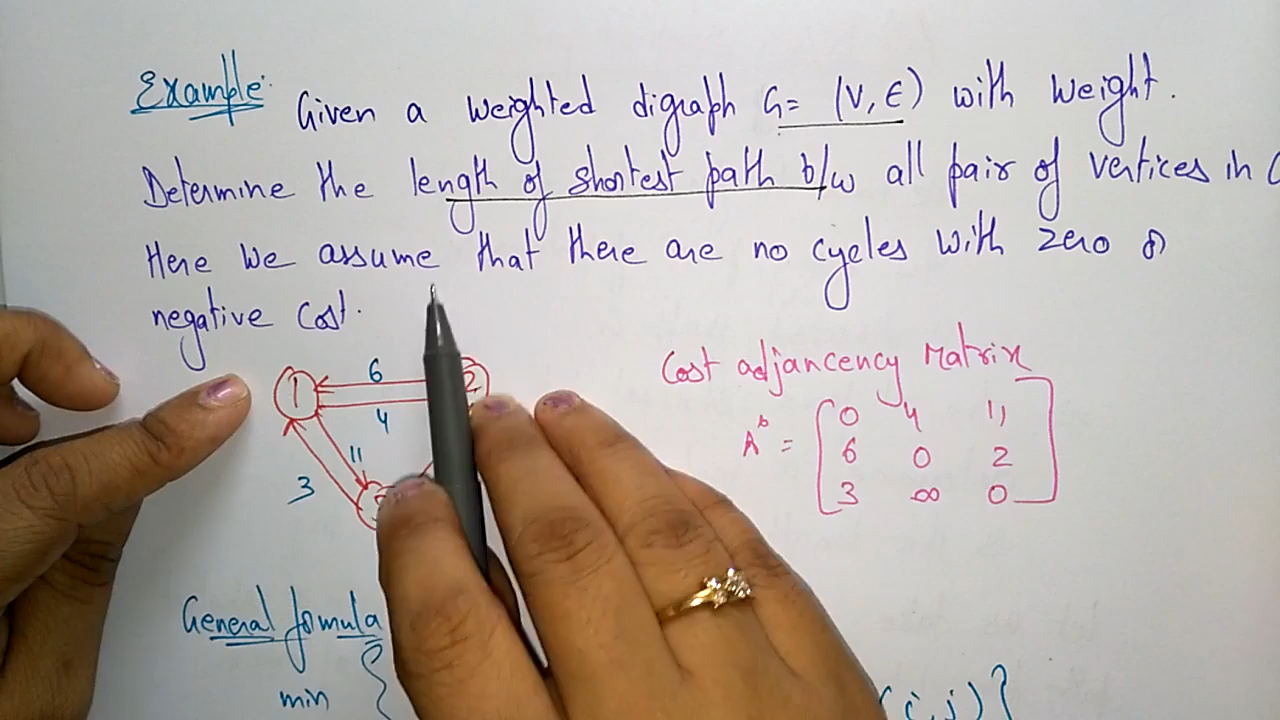 Example: Given a weighted digraph G = (V, E) with weight.
Determine the length of shortest path b/w all pair of vertices in G
Here we assume that there are no cycles with zero or
negative cost.
1 6 2
4
11
3
Cost adjancency Matrix
A⁰ = [0 4 11
6 0 2
3 ∞ 0]
General formula
min { (i,j)}